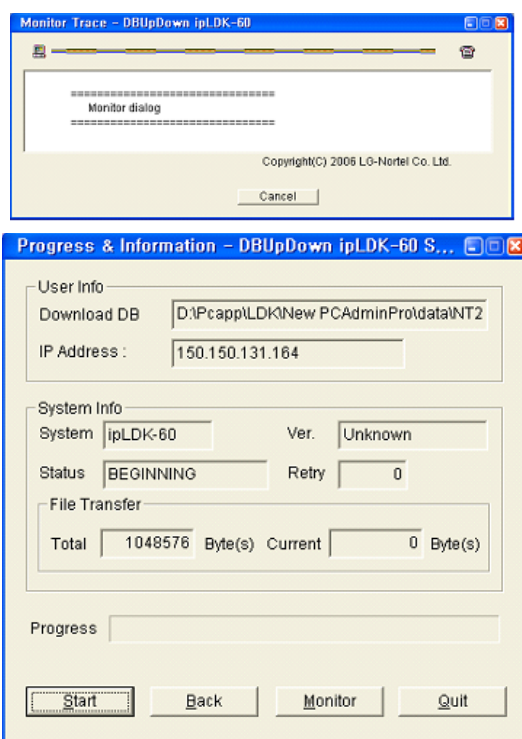 Monitor Trace - DBUpDown ipLDK-60
==============================
Monitor dialog
==============================
Copyright(C) 2006 LG-Nortel Co. Ltd.
Cancel
Progress & Information - DBUpDown ipLDK-60 S...
User Info
Download DB D:\Pcapp\LDK\New PCAdminPro\data\NT2
IP Address : 150.150.131.164
System Info
System ipLDK-60 Ver. Unknown
Status BEGINNING Retry 0
File Transfer
Total 1048576 Byte(s) Current 0 Byte(s)
Progress
Start Back Monitor Quit